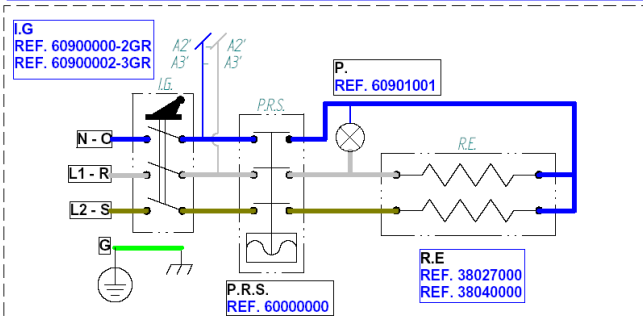 I.G
REF. 60900000-2GR
REF. 60900002-3GR
A2' A2'
A3' A3'
I.G.
P.R.S.
P.
REF. 60901001
R.E.
N - O
L1 - R
L2 - S
G
P.R.S.
REF. 60000000
R.E
REF. 38027000
REF. 38040000